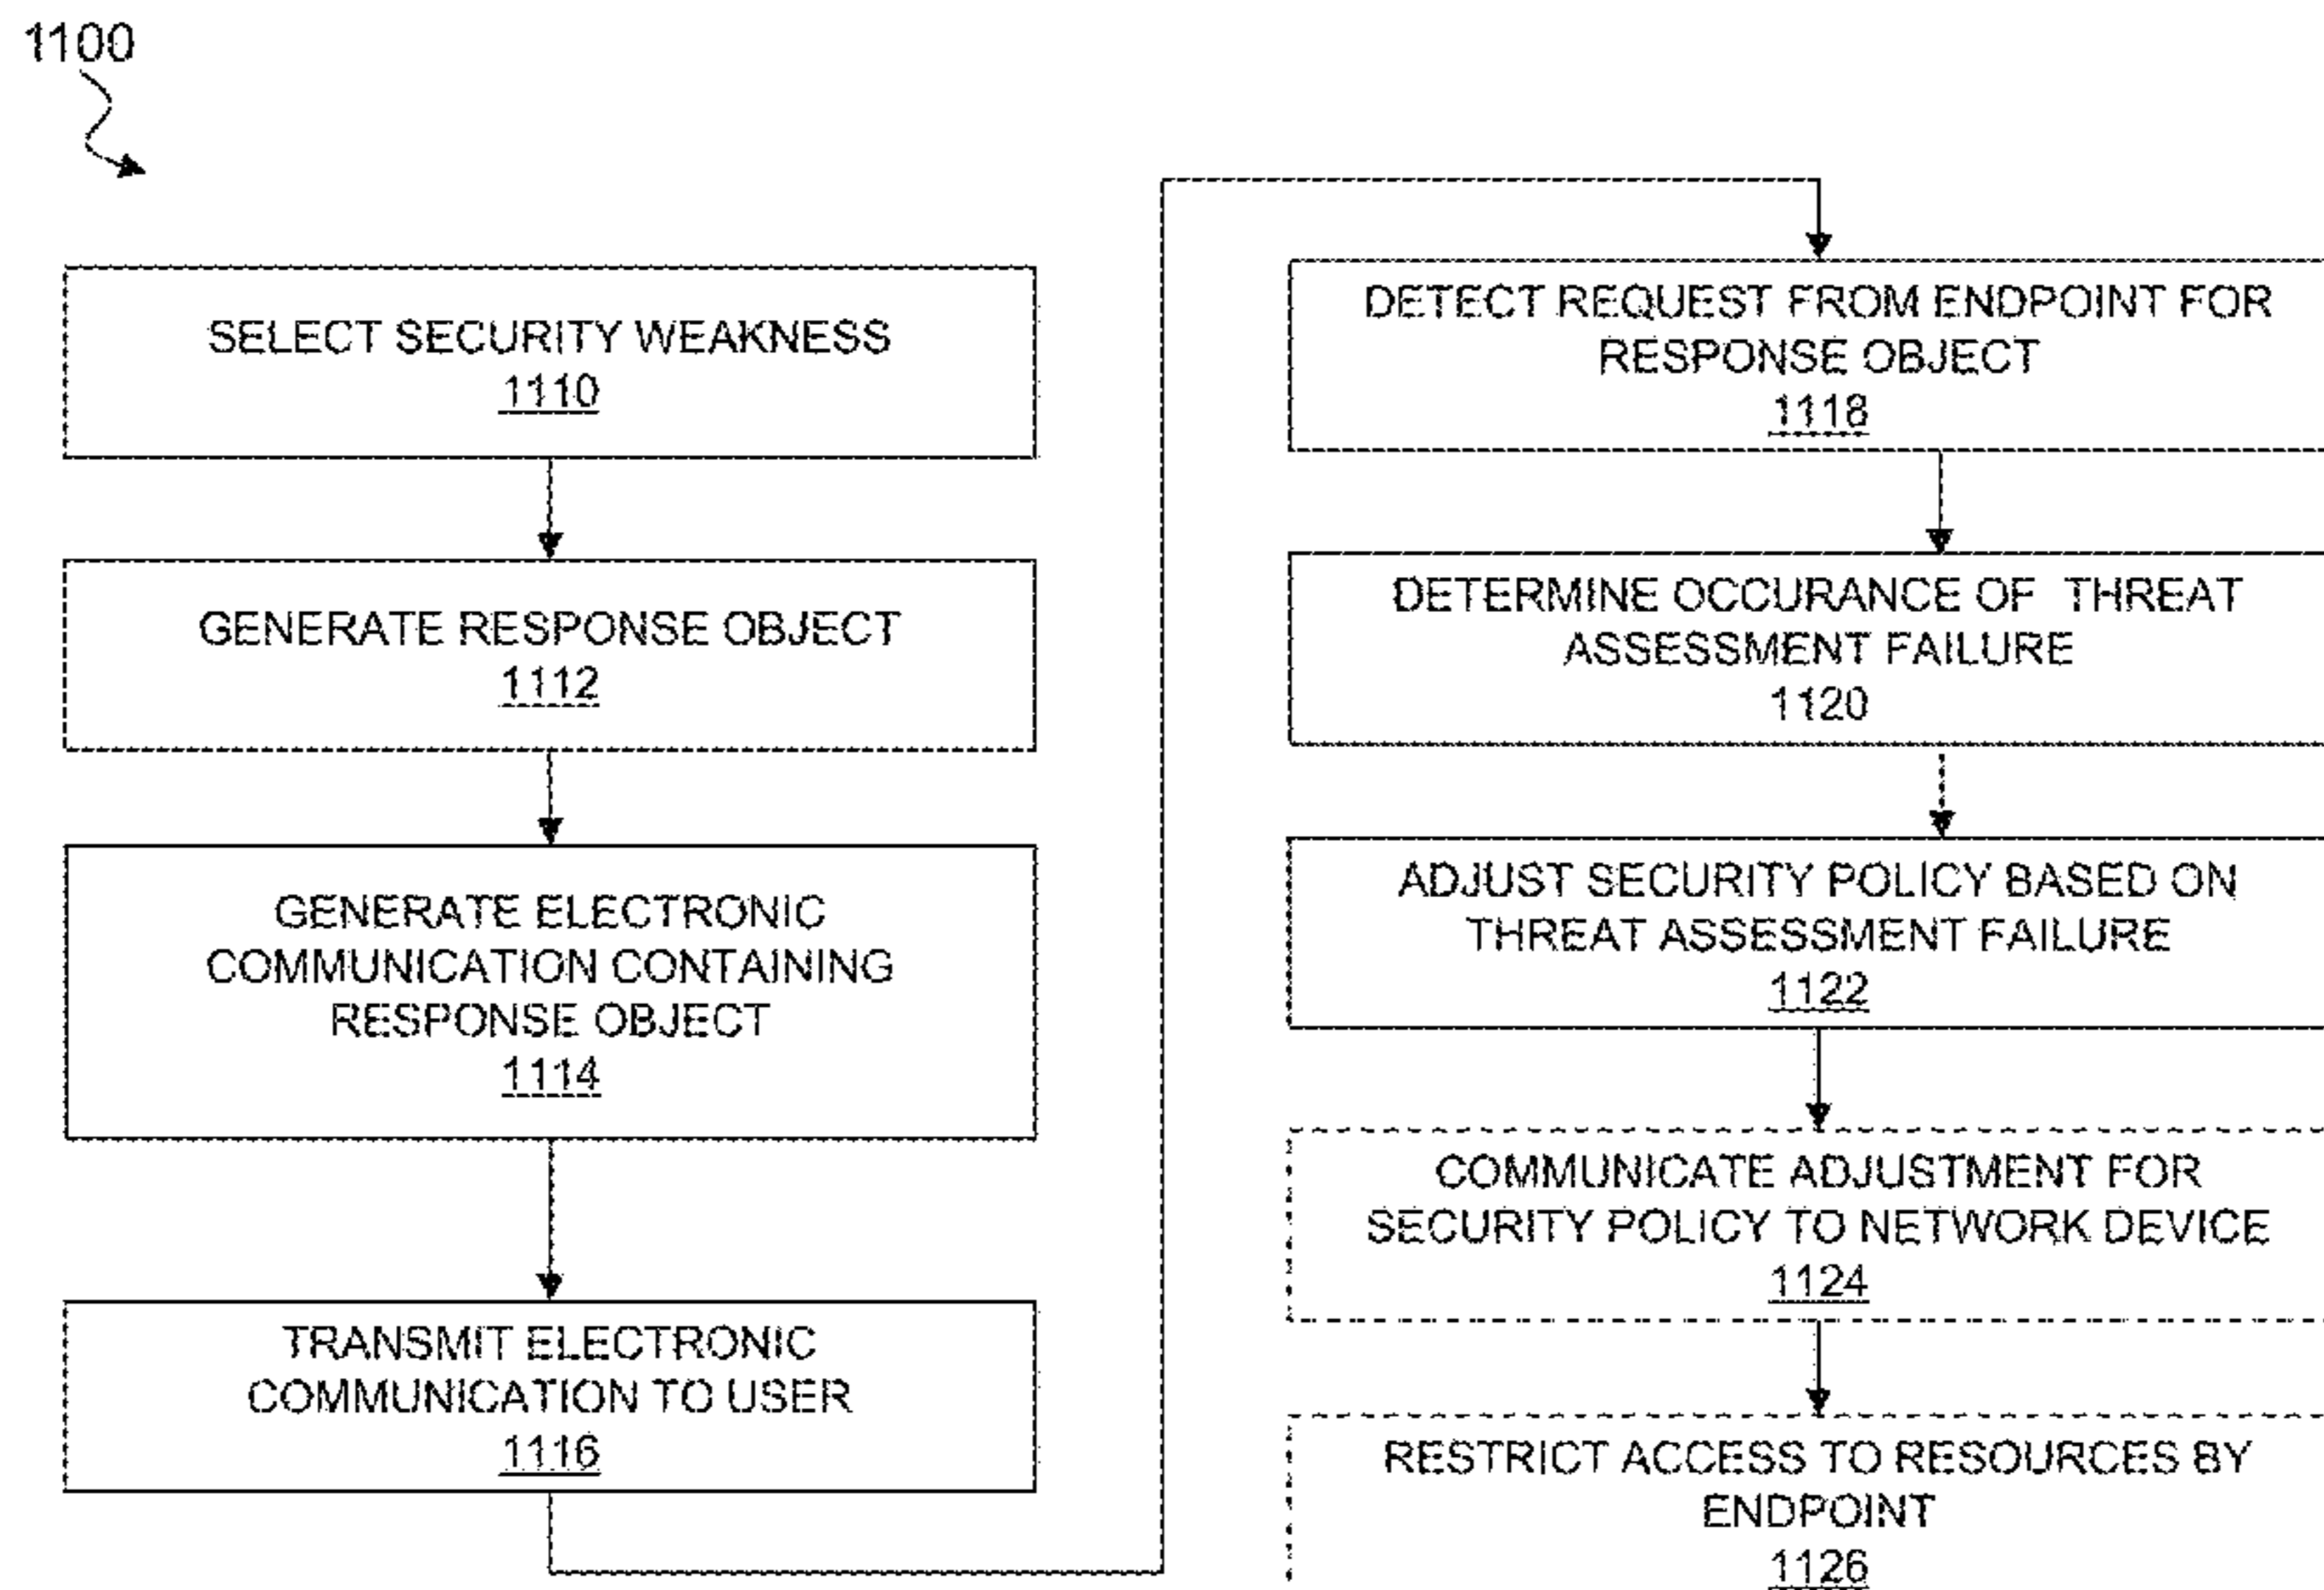 1100
SELECT SECURITY WEAKNESS
1110
GENERATE RESPONSE OBJECT
1112
GENERATE ELECTRONIC
COMMUNICATION CONTAINING
RESPONSE OBJECT
1114
TRANSMIT ELECTRONIC
COMMUNICATION TO USER
1116
DETECT REQUEST FROM ENDPOINT FOR
RESPONSE OBJECT
1118
DETERMINE OCCURANCE OF THREAT
ASSESSMENT FAILURE
1120
ADJUST SECURITY POLICY BASED ON
THREAT ASSESSMENT FAILURE
1122
COMMUNICATE ADJUSTMENT FOR
SECURITY POLICY TO NETWORK DEVICE
1124
RESTRICT ACCESS TO RESOURCES BY
ENDPOINT
1126